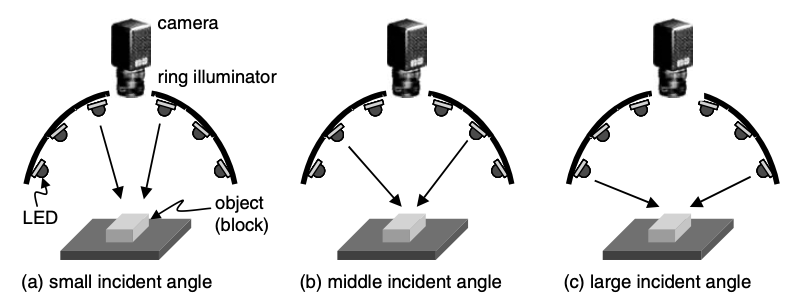 camera
ring illuminator
LED
object
(block)
(a) small incident angle
(b) middle incident angle
(c) large incident angle